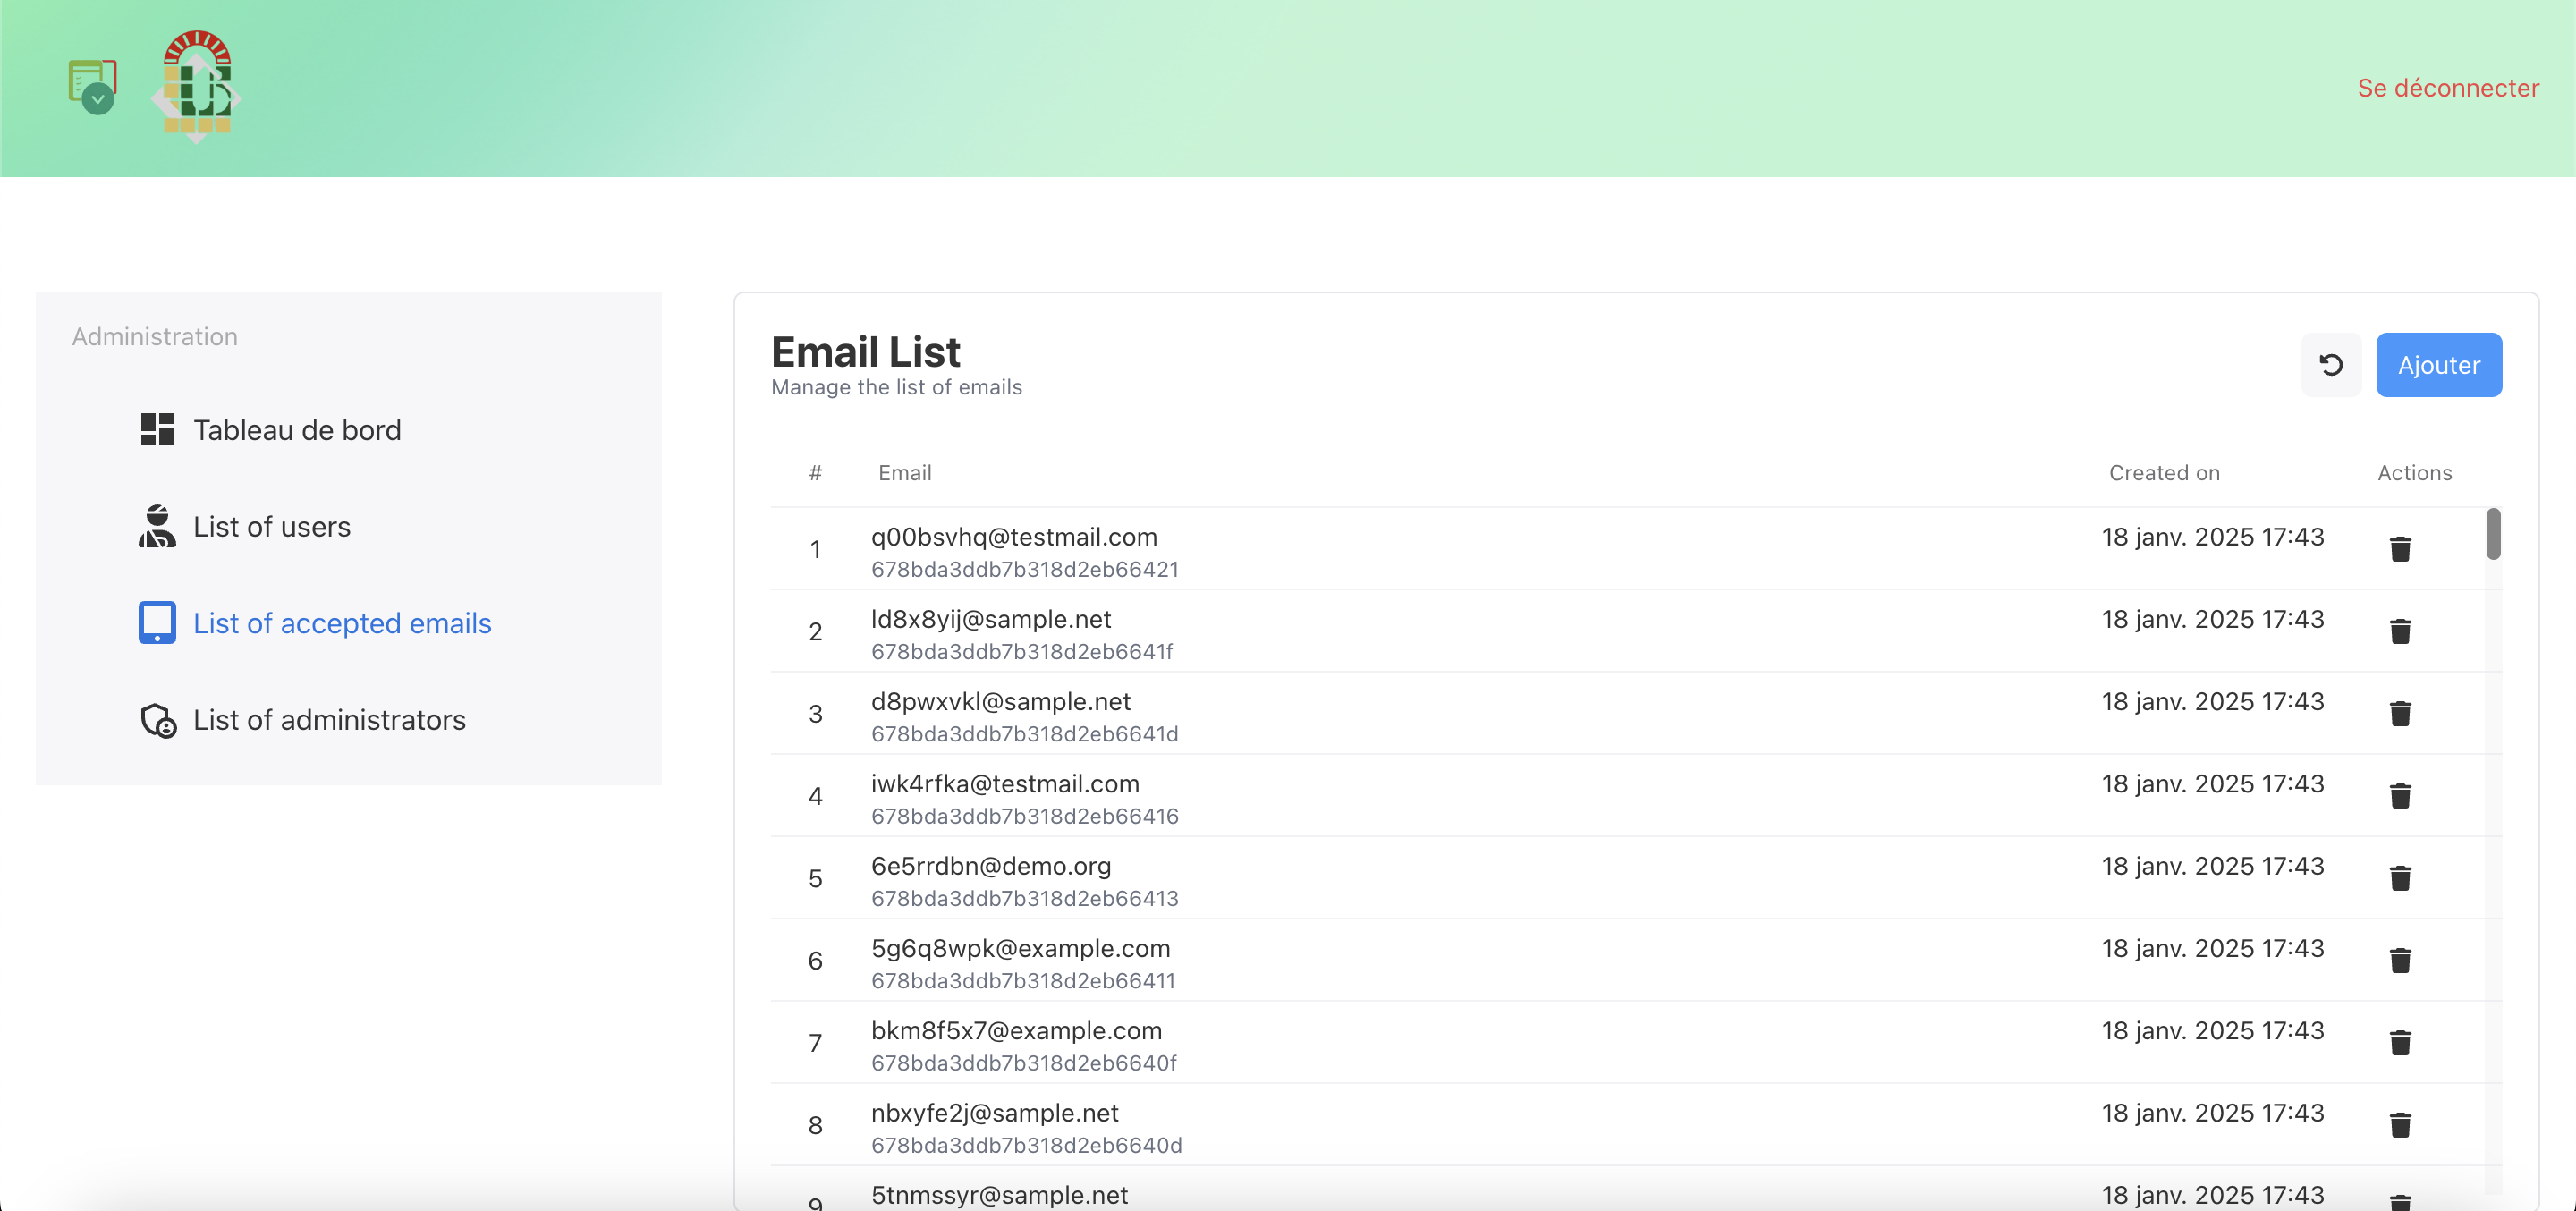 Se déconnecter
Administration
Tableau de bord
List of users
List of accepted emails
List of administrators
Email List
Manage the list of emails
Ajouter
# Email Created on Actions
1 q00bsvhq@testmail.com 18 janv. 2025 17:43
678bda3ddb7b318d2eb66421
2 ld8x8yij@sample.net 18 janv. 2025 17:43
678bda3ddb7b318d2eb6641f
3 d8pwxvkl@sample.net 18 janv. 2025 17:43
678bda3ddb7b318d2eb6641d
4 iwk4rfka@testmail.com 18 janv. 2025 17:43
678bda3ddb7b318d2eb66416
5 6e5rrdbn@demo.org 18 janv. 2025 17:43
678bda3ddb7b318d2eb66413
6 5g6q8wpk@example.com 18 janv. 2025 17:43
678bda3ddb7b318d2eb66411
7 bkm8f5x7@example.com 18 janv. 2025 17:43
678bda3ddb7b318d2eb6640f
8 nbxyfe2j@sample.net 18 janv. 2025 17:43
678bda3ddb7b318d2eb6640d
9 5tnmssyr@sample.net 18 janv. 2025 17:43